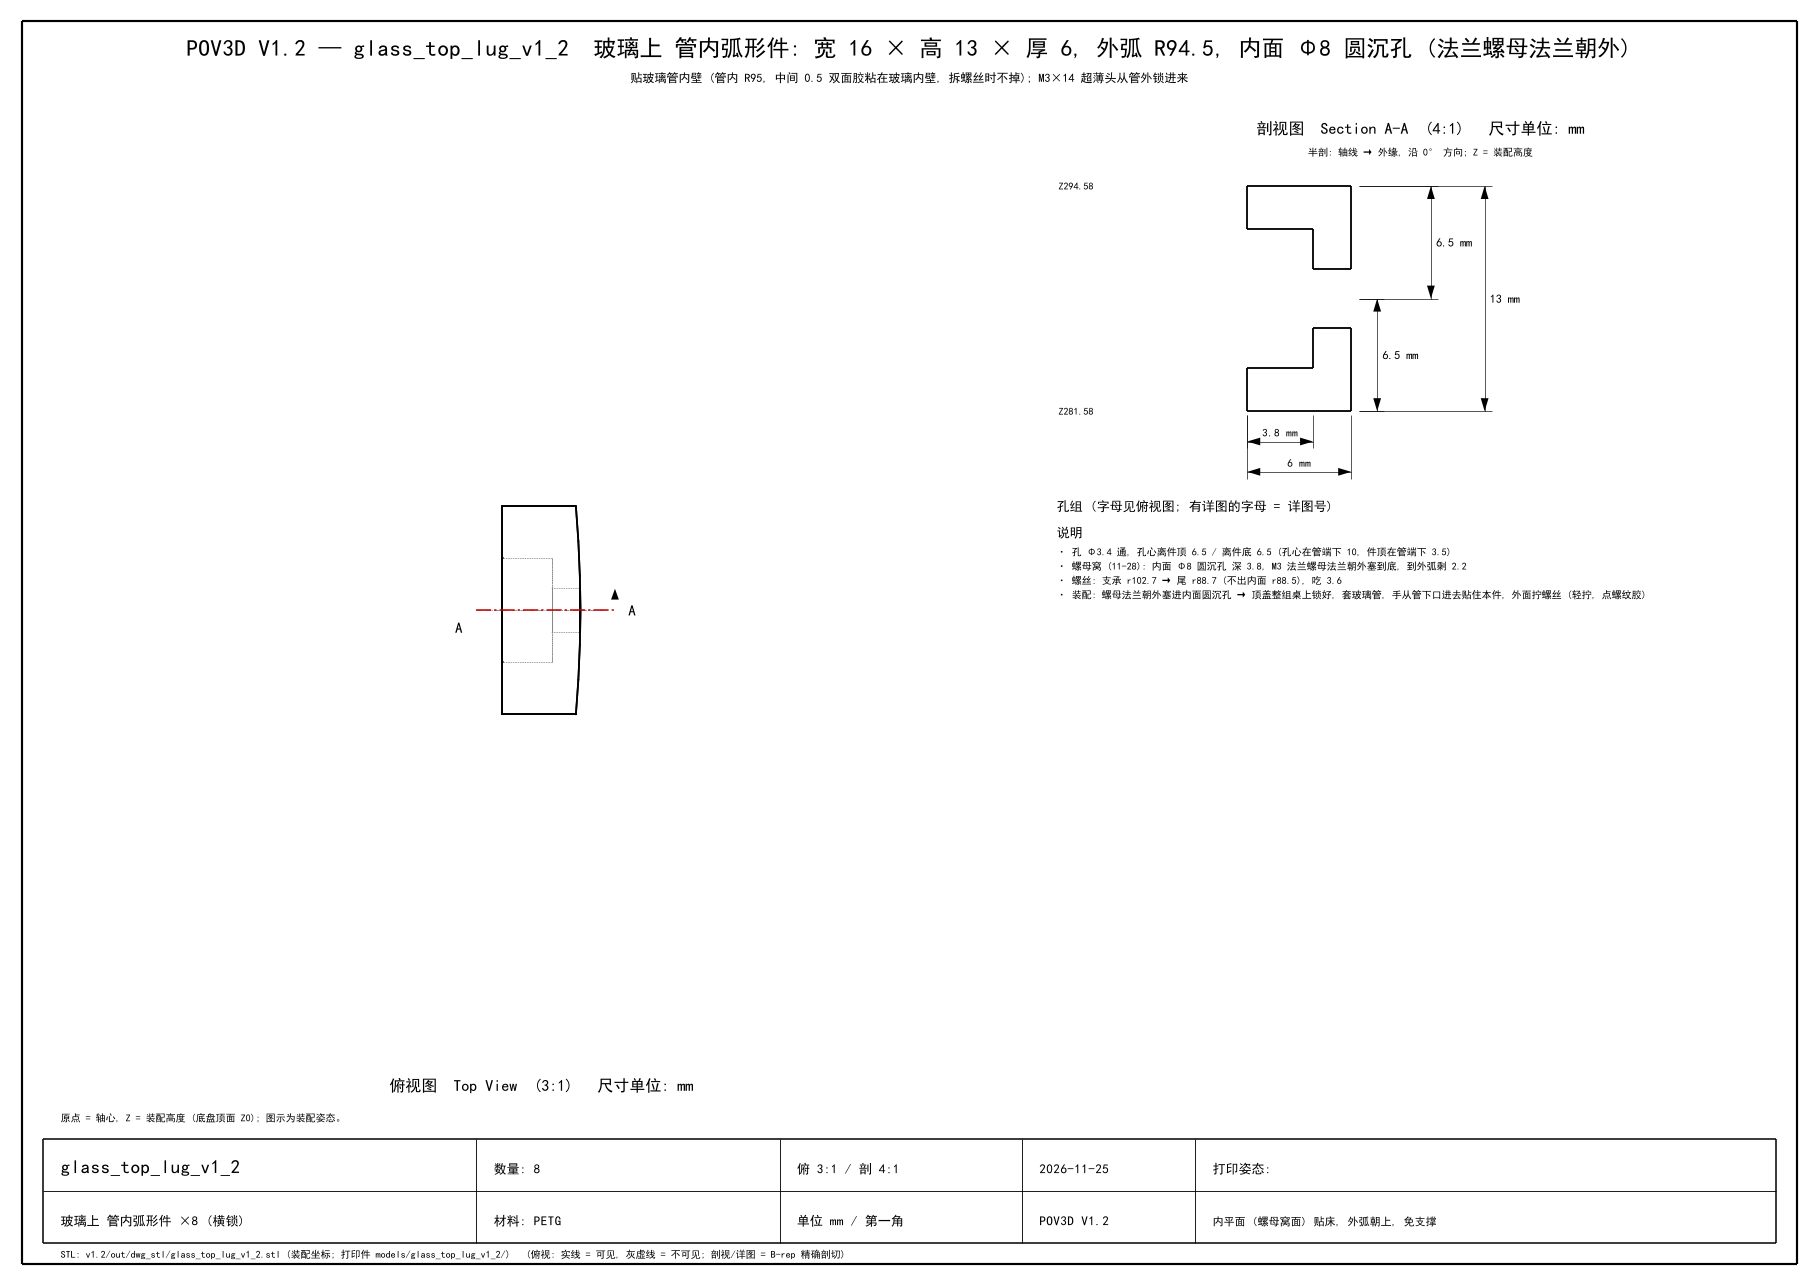 POV3D V1.2 — glass_top_lug_v1_2 玻璃上 管内弧形件: 宽 16 × 高 13 × 厚 6, 外弧 R94.5, 内面 Φ8 圆沉孔 (法兰螺母法兰朝外)
贴玻璃管内壁 (管内 R95, 中间 0.5 双面胶粘在玻璃内壁, 拆螺丝时不掉); M3×14 超薄头从管外锁进来
剖视图 Section A-A (4:1) 尺寸单位: mm
半剖: 轴线 → 外缘, 沿 0° 方向; Z = 装配高度
Z294.58
6.5 mm
13 mm
6.5 mm
Z281.58
3.8 mm
6 mm
孔组 (字母见俯视图; 有详图的字母 = 详图号)
说明
· 孔 Φ3.4 通, 孔心离件顶 6.5 / 离件底 6.5 (孔心在管端下 10, 件顶在管端下 3.5)
· 螺母窝 (11-28): 内面 Φ8 圆沉孔 深 3.8, M3 法兰螺母法兰朝外塞到底, 到外弧剩 2.2
· 螺丝: 支承 r102.7 → 尾 r88.7 (不出内面 r88.5), 吃 3.6
· 装配: 螺母法兰朝外塞进内面圆沉孔 → 顶盖整组桌上锁好, 套玻璃管, 手从管下口进去贴住本件, 外面拧螺丝 (轻拧, 点螺纹胶)
A
A
俯视图 Top View (3:1) 尺寸单位: mm
原点 = 轴心, Z = 装配高度 (底盘顶面 Z0); 图示为装配姿态。
glass_top_lug_v1_2
数量: 8
俯 3:1 / 剖 4:1
2026-11-25
打印姿态:
玻璃上 管内弧形件 ×8 (横锁)
材料: PETG
单位 mm / 第一角
POV3D V1.2
内平面 (螺母窝面) 贴床, 外弧朝上, 免支撑
STL: v1.2/out/dwg_stl/glass_top_lug_v1_2.stl (装配坐标; 打印件 models/glass_top_lug_v1_2/) (俯视: 实线 = 可见, 灰虚线 = 不可见; 剖视/详图 = B-rep 精确剖切)